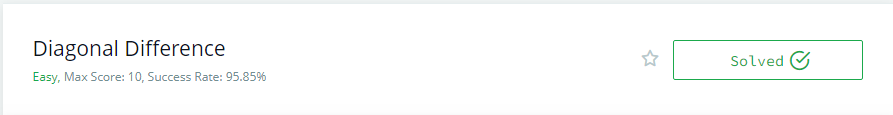 Diagonal Difference
Easy, Max Score: 10, Success Rate: 95.85%
Solved